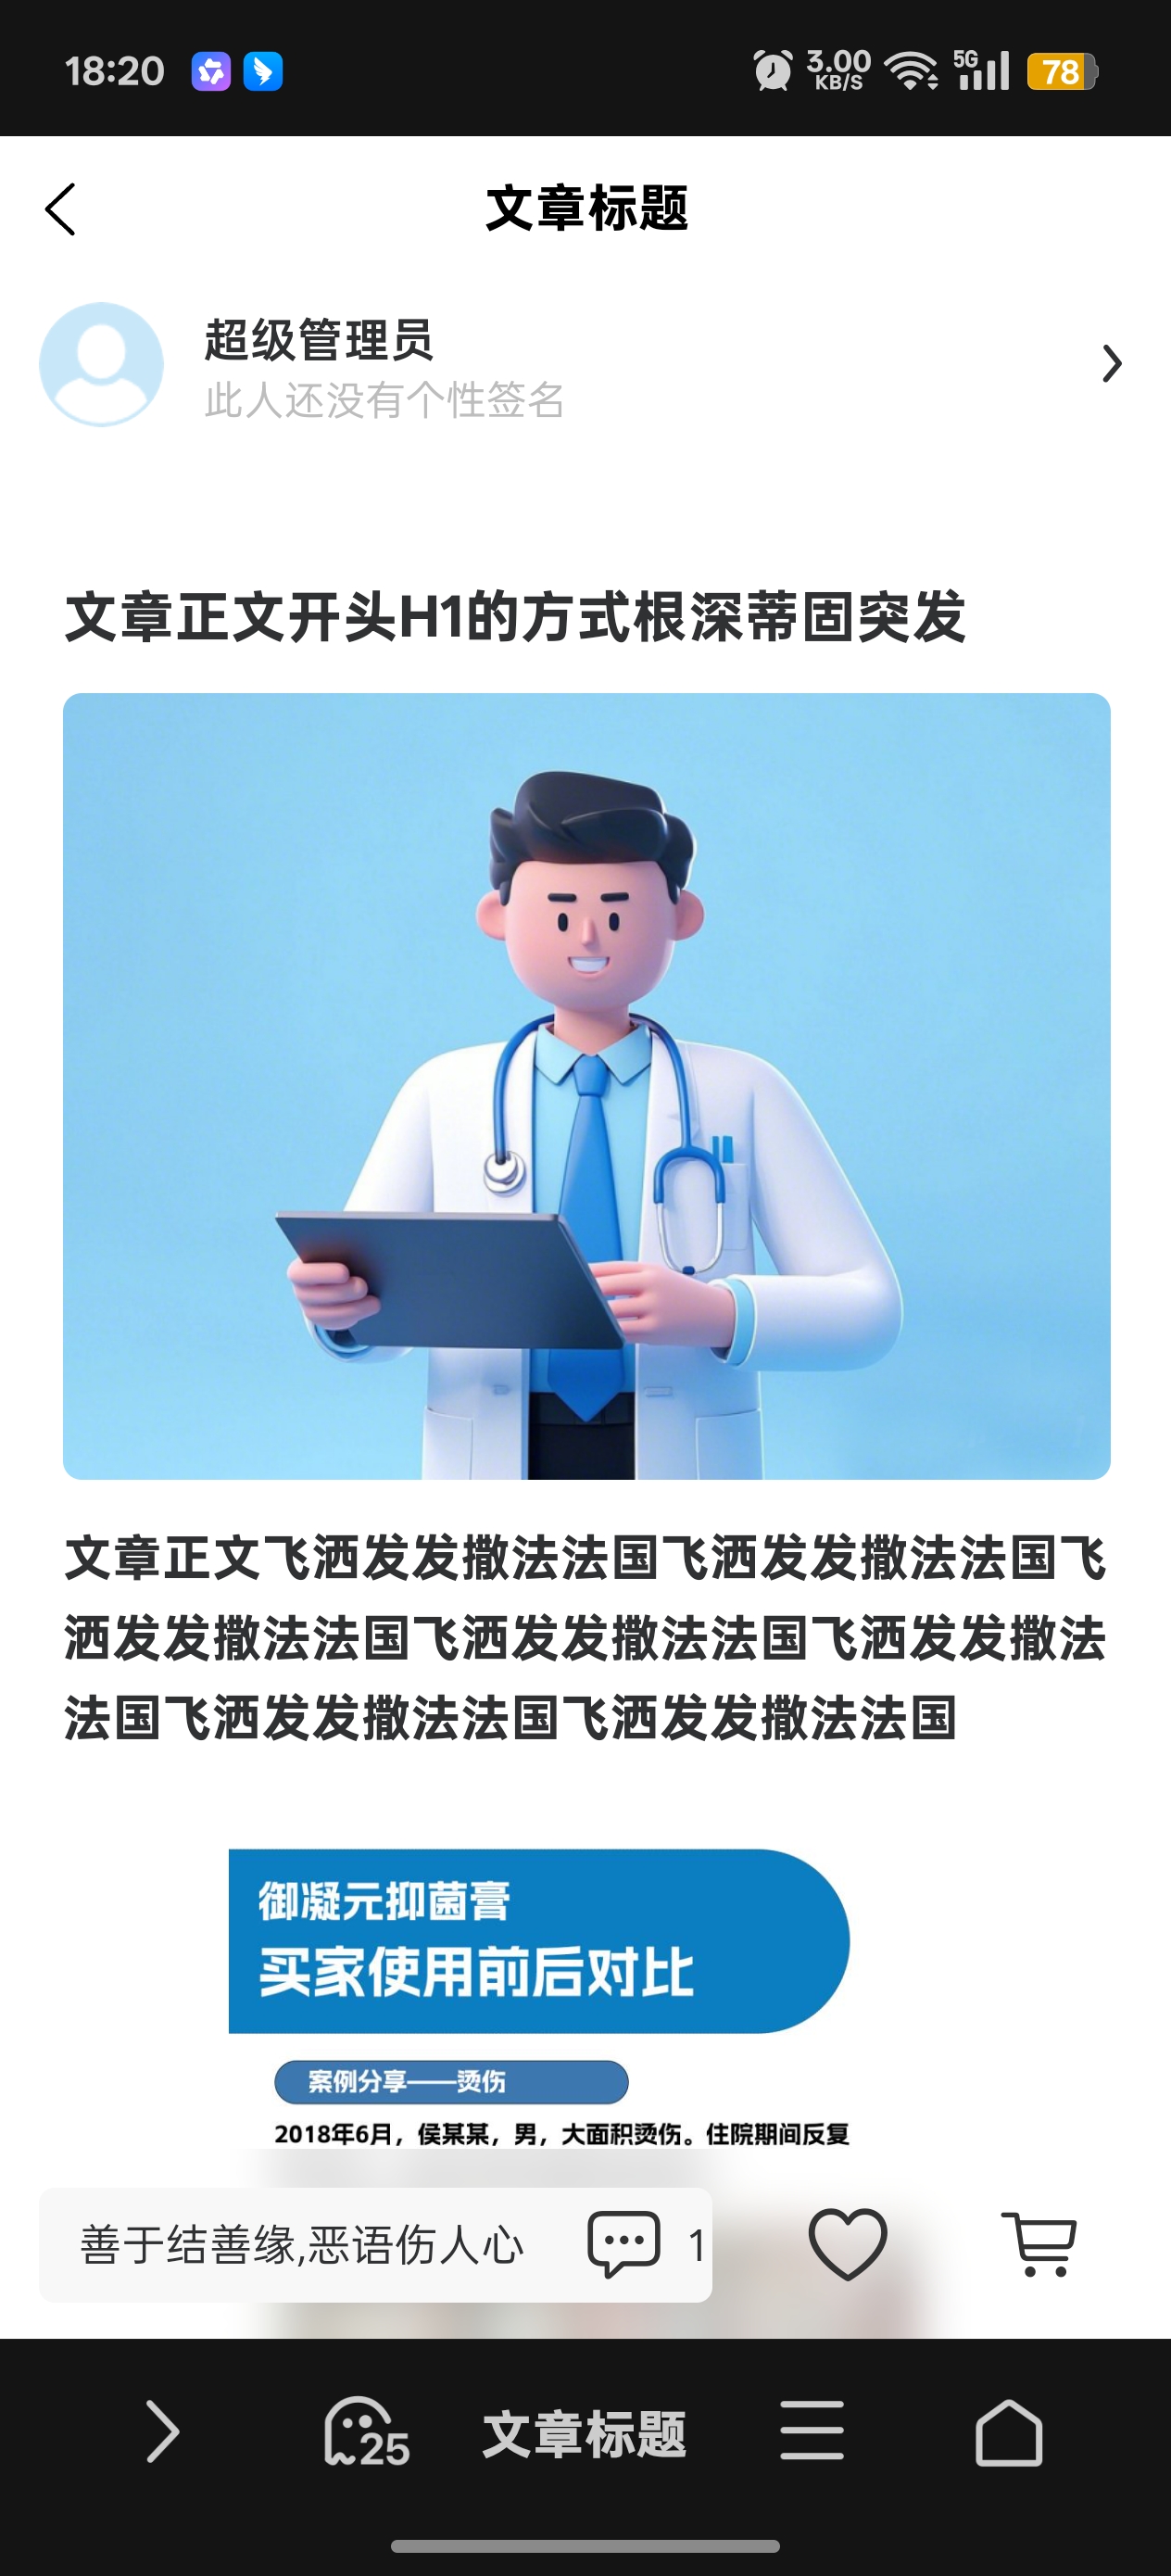 18:20
3.00
KB/S
5G
78
文章标题
超级管理员
此人还没有个性签名
文章正文开头H1的方式根深蒂固突发
文章正文飞洒发发撒法法国飞洒发发撒法法国飞
洒发发撒法法国飞洒发发撒法法国飞洒发发撒法
法国飞洒发发撒法法国飞洒发发撒法法国
御凝元抑菌膏
买家使用前后对比
案例分享——烫伤
2018年6月，侯某某，男，大面积烫伤。住院期间反复
善于结善缘,恶语伤人心
1
25
文章标题